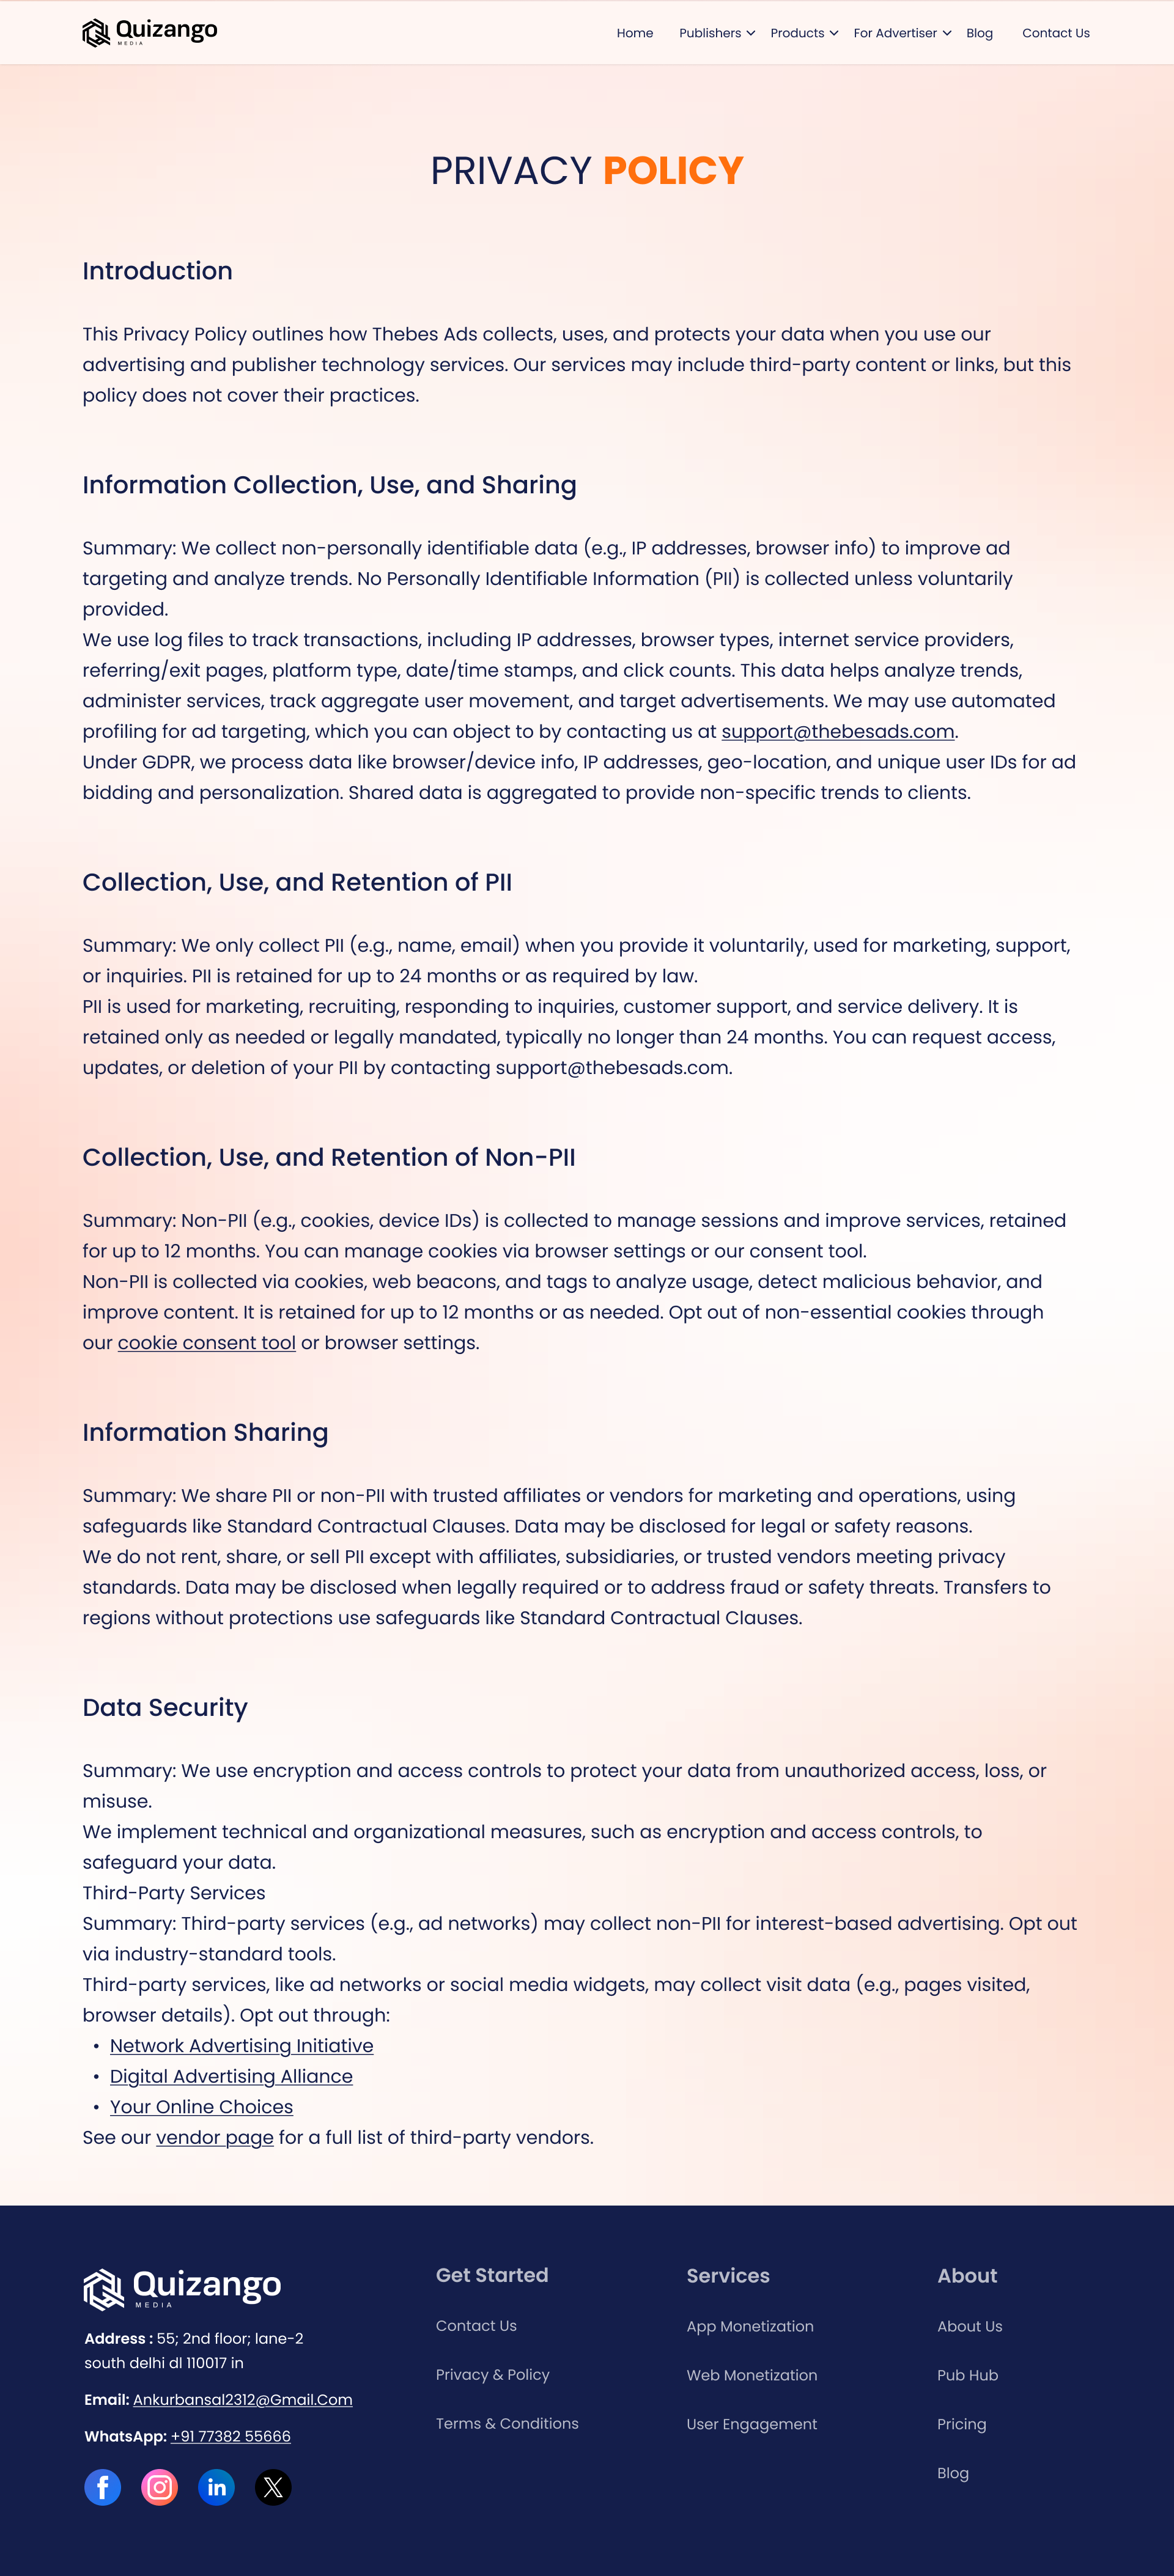 Quizango
MEDIA
Home Publishers Products For Advertiser Blog Contact Us
PRIVACY POLICY
Introduction
This Privacy Policy outlines how Thebes Ads collects, uses, and protects your data when you use our
advertising and publisher technology services. Our services may include third-party content or links, but this
policy does not cover their practices.
Information Collection, Use, and Sharing
Summary: We collect non-personally identifiable data (e.g., IP addresses, browser info) to improve ad
targeting and analyze trends. No Personally Identifiable Information (PII) is collected unless voluntarily
provided.
We use log files to track transactions, including IP addresses, browser types, internet service providers,
referring/exit pages, platform type, date/time stamps, and click counts. This data helps analyze trends,
administer services, track aggregate user movement, and target advertisements. We may use automated
profiling for ad targeting, which you can object to by contacting us at support@thebesads.com.
Under GDPR, we process data like browser/device info, IP addresses, geo-location, and unique user IDs for ad
bidding and personalization. Shared data is aggregated to provide non-specific trends to clients.
Collection, Use, and Retention of PII
Summary: We only collect PII (e.g., name, email) when you provide it voluntarily, used for marketing, support,
or inquiries. PII is retained for up to 24 months or as required by law.
PII is used for marketing, recruiting, responding to inquiries, customer support, and service delivery. It is
retained only as needed or legally mandated, typically no longer than 24 months. You can request access,
updates, or deletion of your PII by contacting support@thebesads.com.
Collection, Use, and Retention of Non-PII
Summary: Non-PII (e.g., cookies, device IDs) is collected to manage sessions and improve services, retained
for up to 12 months. You can manage cookies via browser settings or our consent tool.
Non-PII is collected via cookies, web beacons, and tags to analyze usage, detect malicious behavior, and
improve content. It is retained for up to 12 months or as needed. Opt out of non-essential cookies through
our cookie consent tool or browser settings.
Information Sharing
Summary: We share PII or non-PII with trusted affiliates or vendors for marketing and operations, using
safeguards like Standard Contractual Clauses. Data may be disclosed for legal or safety reasons.
We do not rent, share, or sell PII except with affiliates, subsidiaries, or trusted vendors meeting privacy
standards. Data may be disclosed when legally required or to address fraud or safety threats. Transfers to
regions without protections use safeguards like Standard Contractual Clauses.
Data Security
Summary: We use encryption and access controls to protect your data from unauthorized access, loss, or
misuse.
We implement technical and organizational measures, such as encryption and access controls, to
safeguard your data.
Third-Party Services
Summary: Third-party services (e.g., ad networks) may collect non-PII for interest-based advertising. Opt out
via industry-standard tools.
Third-party services, like ad networks or social media widgets, may collect visit data (e.g., pages visited,
browser details). Opt out through:
• Network Advertising Initiative
• Digital Advertising Alliance
• Your Online Choices
See our vendor page for a full list of third-party vendors.
Quizango
MEDIA
Address : 55; 2nd floor; lane-2
south delhi dl 110017 in
Email: Ankurbansal2312@Gmail.Com
WhatsApp: +91 77382 55666
Get Started
Contact Us
Privacy & Policy
Terms & Conditions
Services
App Monetization
Web Monetization
User Engagement
About
About Us
Pub Hub
Pricing
Blog